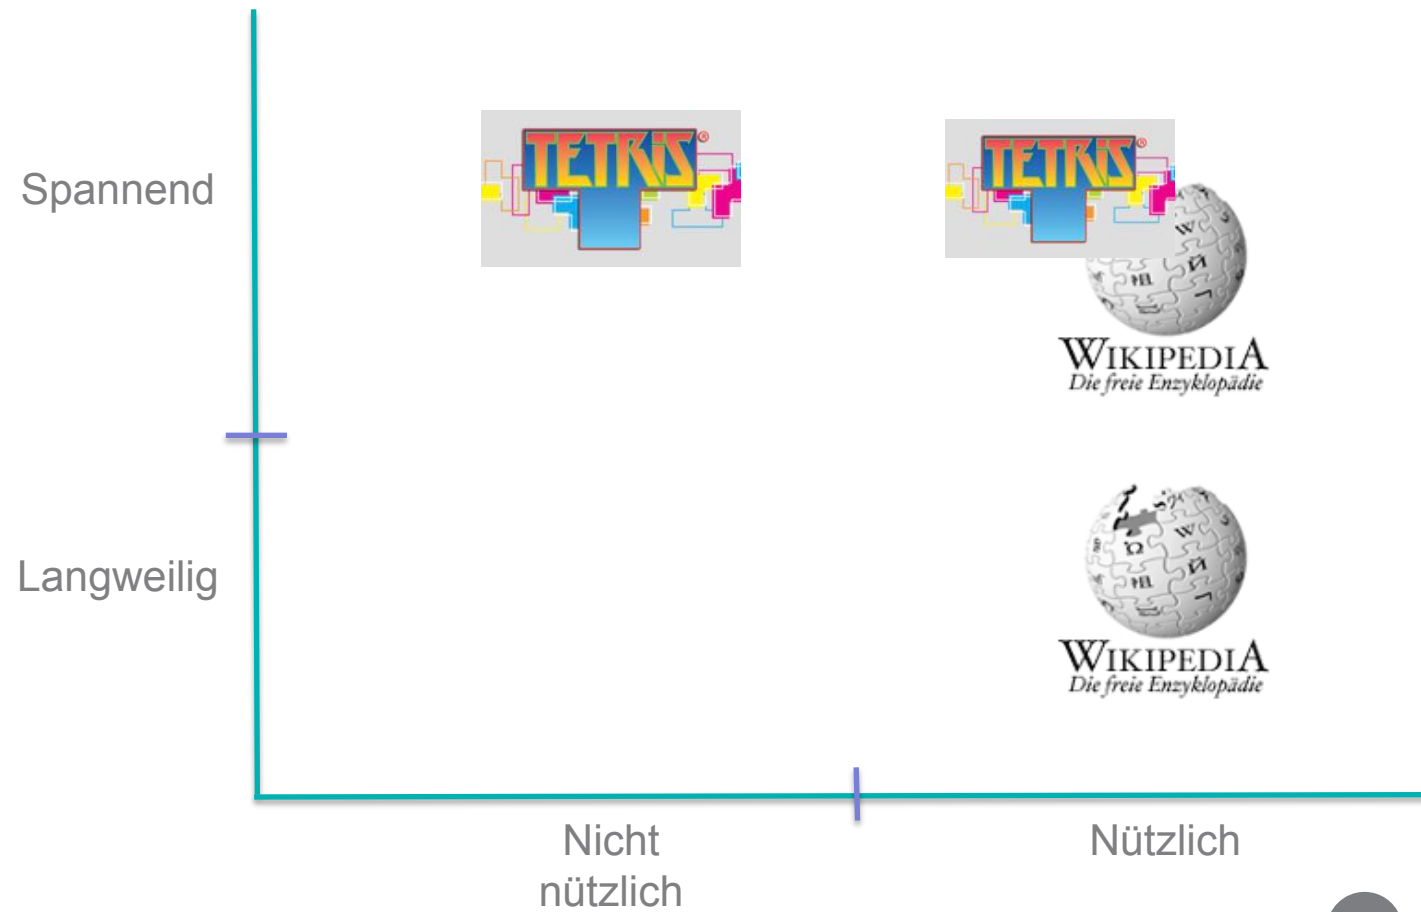 TETRIS®
TETRIS®
Spannend
WIKIPEDIA
Die freie Enzyklopädie
Langweilig
WIKIPEDIA
Die freie Enzyklopädie
Nicht
nützlich
Nützlich